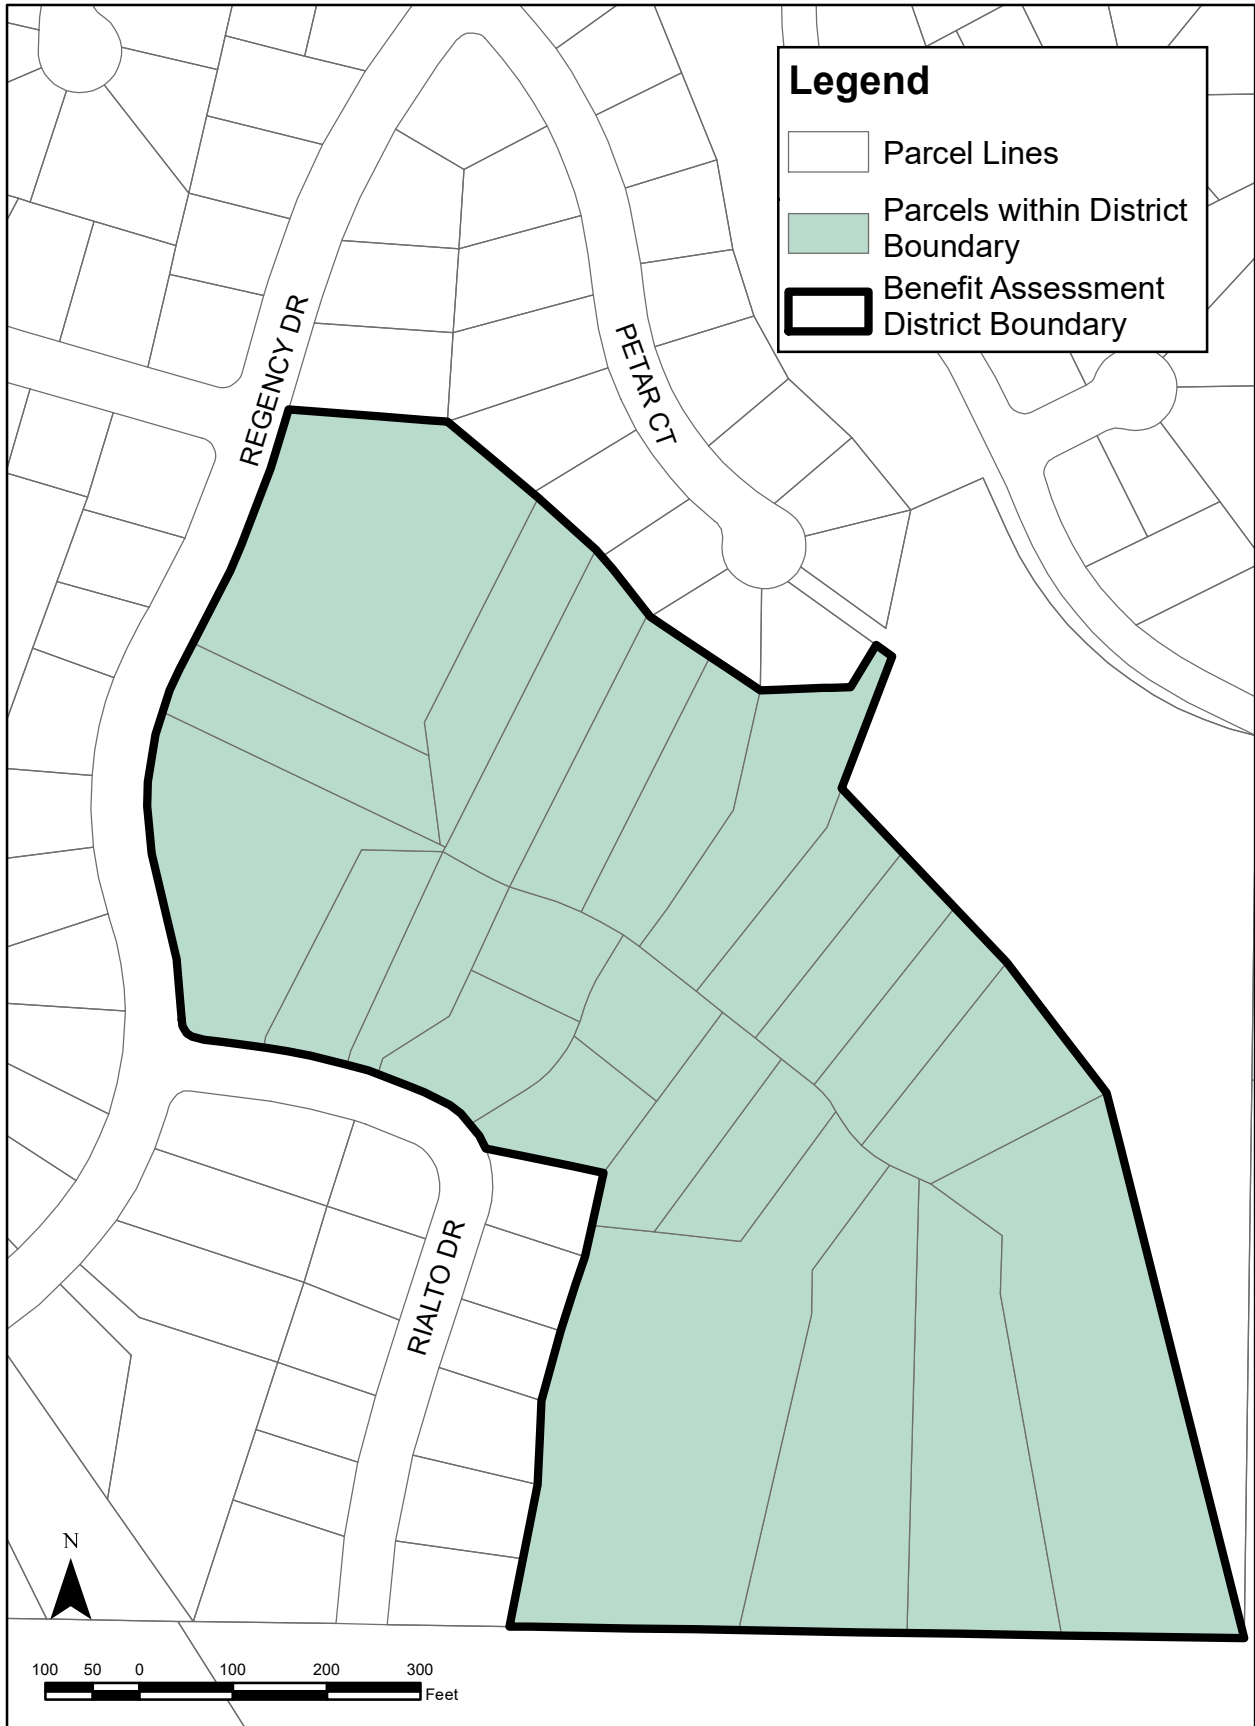 Legend
Parcel Lines
Parcels within District
Boundary
Benefit Assessment
District Boundary
REGENCY DR
PETAR CT
RIALTO DR
N
100 50 0 100 200 300
Feet